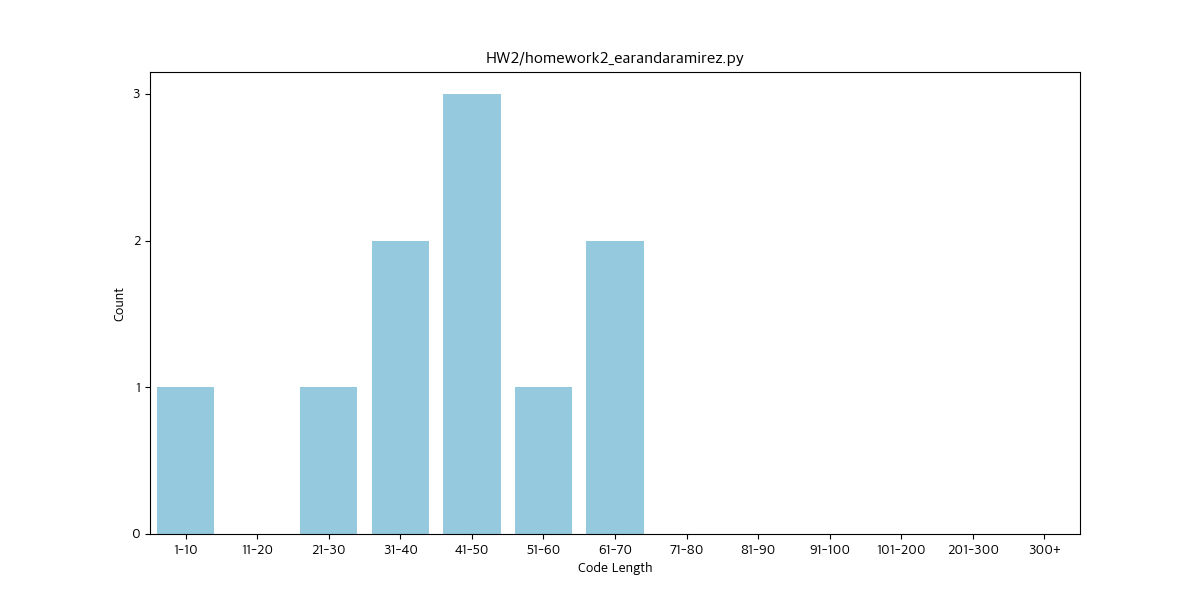 HW2/homework2_earandaramirez.py
3
2
1
0
Count
1-10 11-20 21-30 31-40 41-50 51-60 61-70 71-80 81-90 91-100 101-200 201-300 300+
Code Length